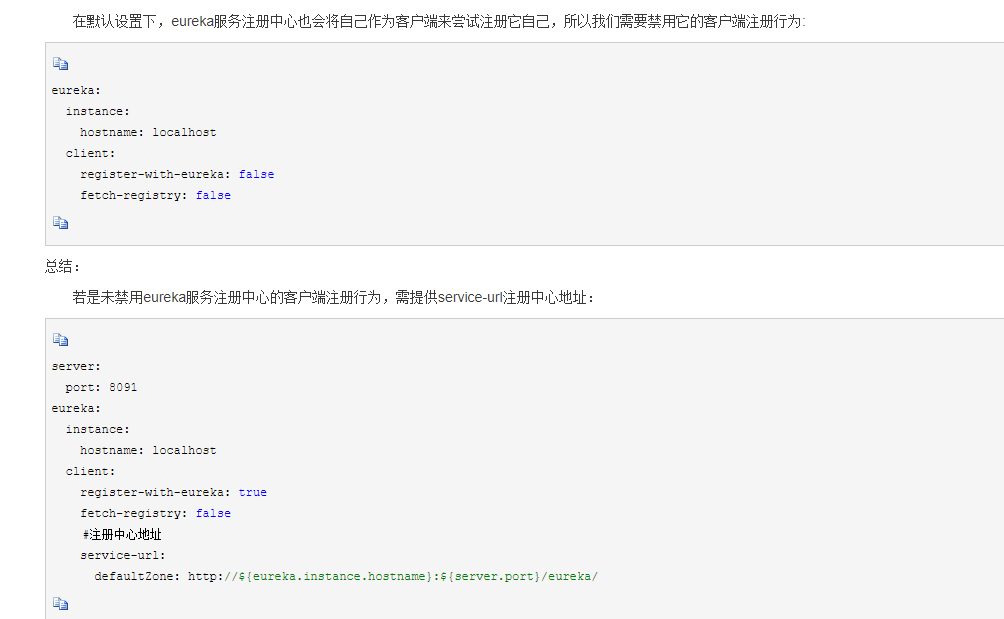 在默认设置下，eureka服务注册中心也会将自己作为客户端来尝试注册它自己，所以我们需要禁用它的客户端注册行为:
eureka:
  instance:
    hostname: localhost
  client:
    register-with-eureka: false
    fetch-registry: false
总结：
若是未禁用eureka服务注册中心的客户端注册行为，需提供service-url注册中心地址：
server:
  port: 8091
eureka:
  instance:
    hostname: localhost
  client:
    register-with-eureka: true
    fetch-registry: false
    #注册中心地址
    service-url:
      defaultZone: http://${eureka.instance.hostname}:${server.port}/eureka/